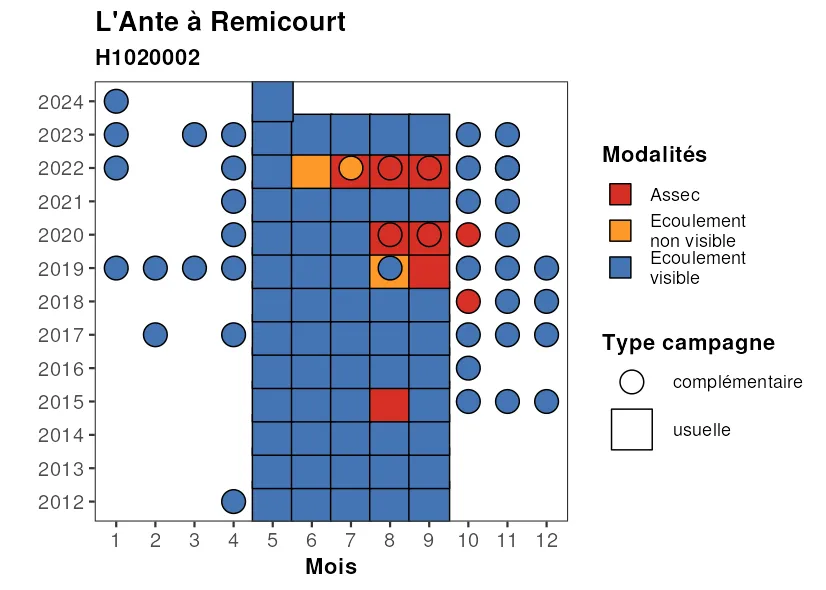 L'Ante à Remicourt
H1020002
2024
2023
2022
2021
2020
2019
2018
2017
2016
2015
2014
2013
2012
1 2 3 4 5 6 7 8 9 10 11 12
Mois
Modalités
Assec
Ecoulement
non visible
Ecoulement
visible
Type campagne
complémentaire
usuelle